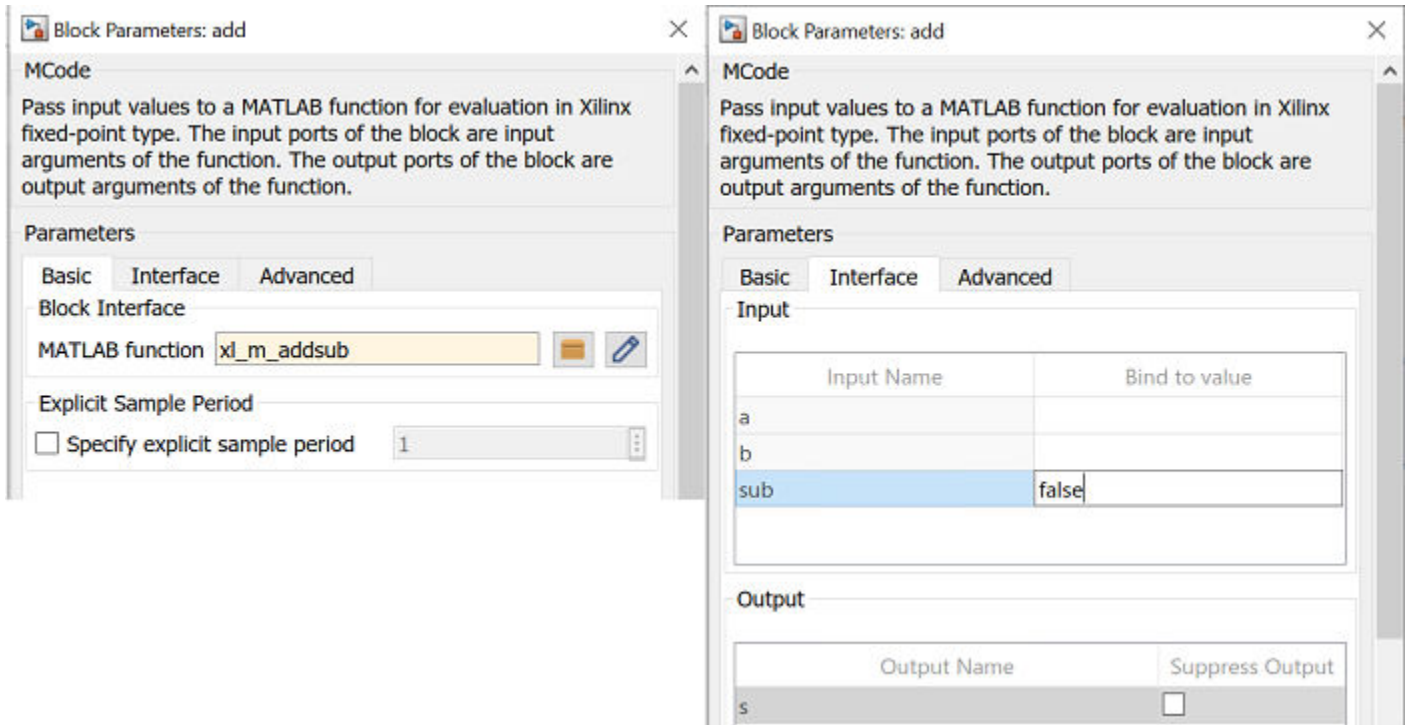 Block Parameters: add
MCode
Pass input values to a MATLAB function for evaluation in Xilinx
fixed-point type. The input ports of the block are input
arguments of the function. The output ports of the block are
output arguments of the function.
Parameters
Basic Interface Advanced
Block Interface
MATLAB function xl_m_addsub
Explicit Sample Period
Specify explicit sample period 1
Block Parameters: add
MCode
Pass input values to a MATLAB function for evaluation in Xilinx
fixed-point type. The input ports of the block are input
arguments of the function. The output ports of the block are
output arguments of the function.
Parameters
Basic Interface Advanced
Input
Input Name Bind to value
a
b
sub false
Output
Output Name Suppress Output
s